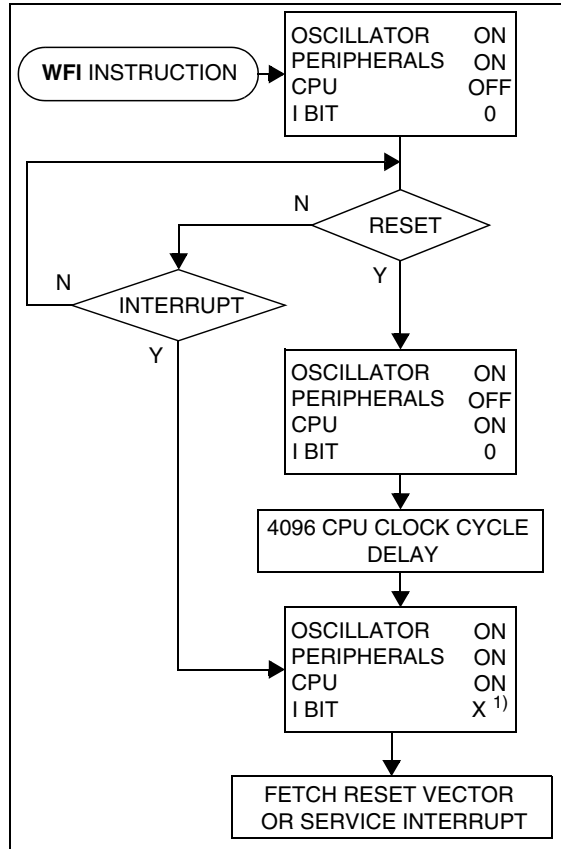 WFI INSTRUCTION
OSCILLATOR ON
PERIPHERALS ON
CPU OFF
I BIT 0
N
RESET
Y
N
INTERRUPT
Y
OSCILLATOR ON
PERIPHERALS OFF
CPU ON
I BIT 0
4096 CPU CLOCK CYCLE
DELAY
OSCILLATOR ON
PERIPHERALS ON
CPU ON
I BIT X 1)
FETCH RESET VECTOR
OR SERVICE INTERRUPT